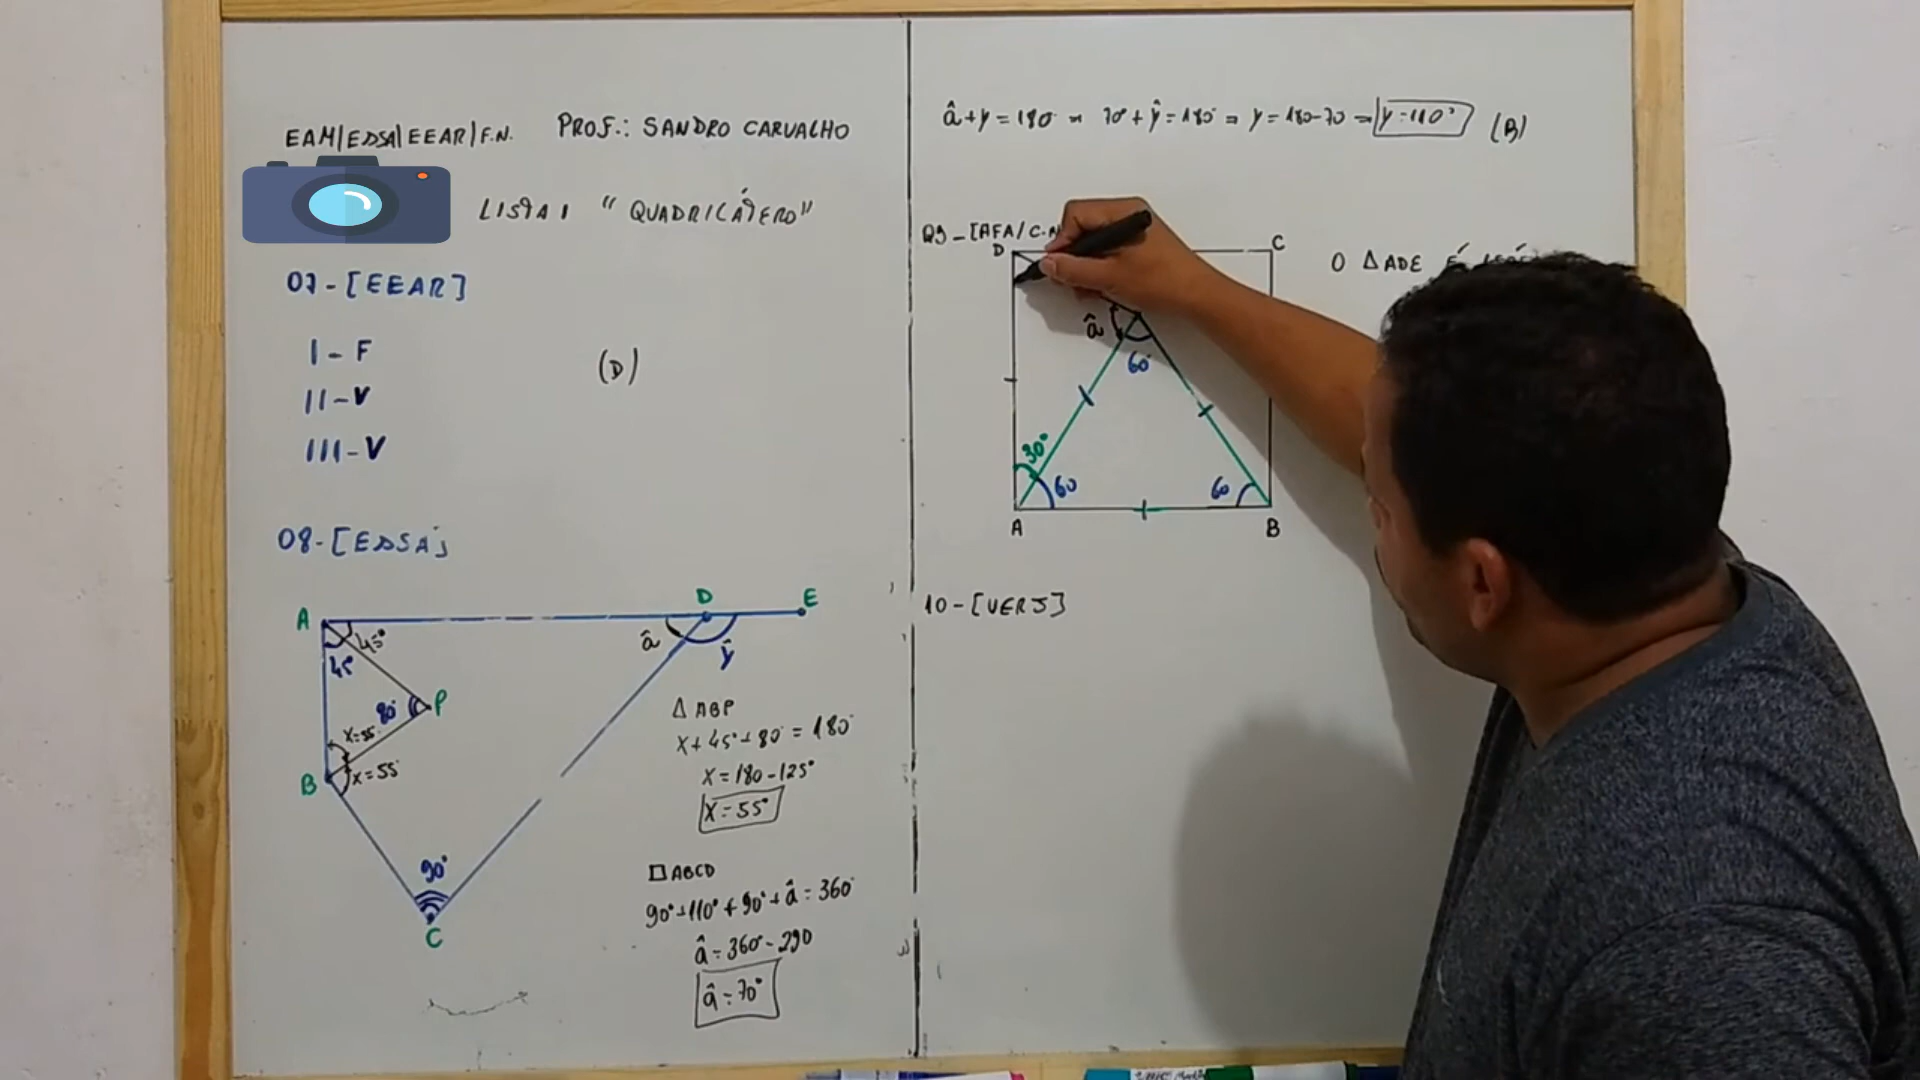 EAM/EDSA/EEAR/F.N. PROF.: SANDRO CARVALHO
LISTA 1 "QUADRILÁTERO"
07-[EEAR]
I-F
(D)
II-V
III-V
08-[EDSA]
A
D
E
45°
45°
â
ŷ
80°
P
X=55°
B
X=55
90°
C
Δ ABP
X+45°+80°=180°
X=180-125°
X=55°
□ABCD
90°+110°+90°+â=360°
â=360°-290
â=70°
â+y=180° = 70°+ŷ=180° = y=180-70 = y=110° (B)
09-[AFA/C.N
D
C
O Δ ADE É
â
60°
30°
60
60
A
B
10-[UERJ]